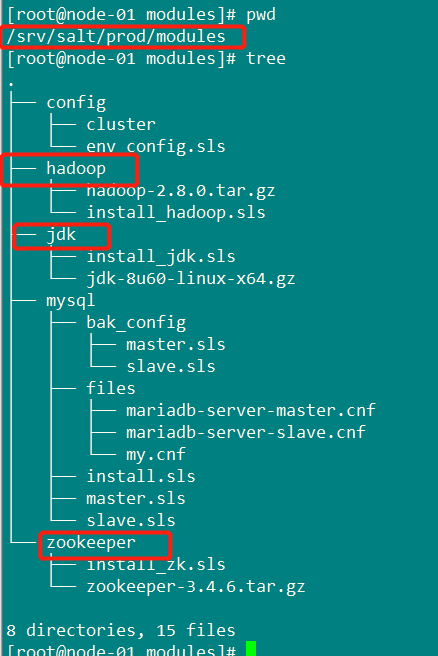 [root@node-01 modules]# pwd
/srv/salt/prod/modules
[root@node-01 modules]# tree
.
├── config
│   ├── cluster
│   └── env_config.sls
├── hadoop
│   ├── hadoop-2.8.0.tar.gz
│   └── install_hadoop.sls
├── jdk
│   ├── install_jdk.sls
│   └── jdk-8u60-linux-x64.gz
├── mysql
│   ├── bak_config
│   │   ├── master.sls
│   │   └── slave.sls
│   ├── files
│   │   ├── mariadb-server-master.cnf
│   │   ├── mariadb-server-slave.cnf
│   │   └── my.cnf
│   ├── install.sls
│   ├── master.sls
│   └── slave.sls
└── zookeeper
    ├── install_zk.sls
    └── zookeeper-3.4.6.tar.gz
8 directories, 15 files
[root@node-01 modules]#